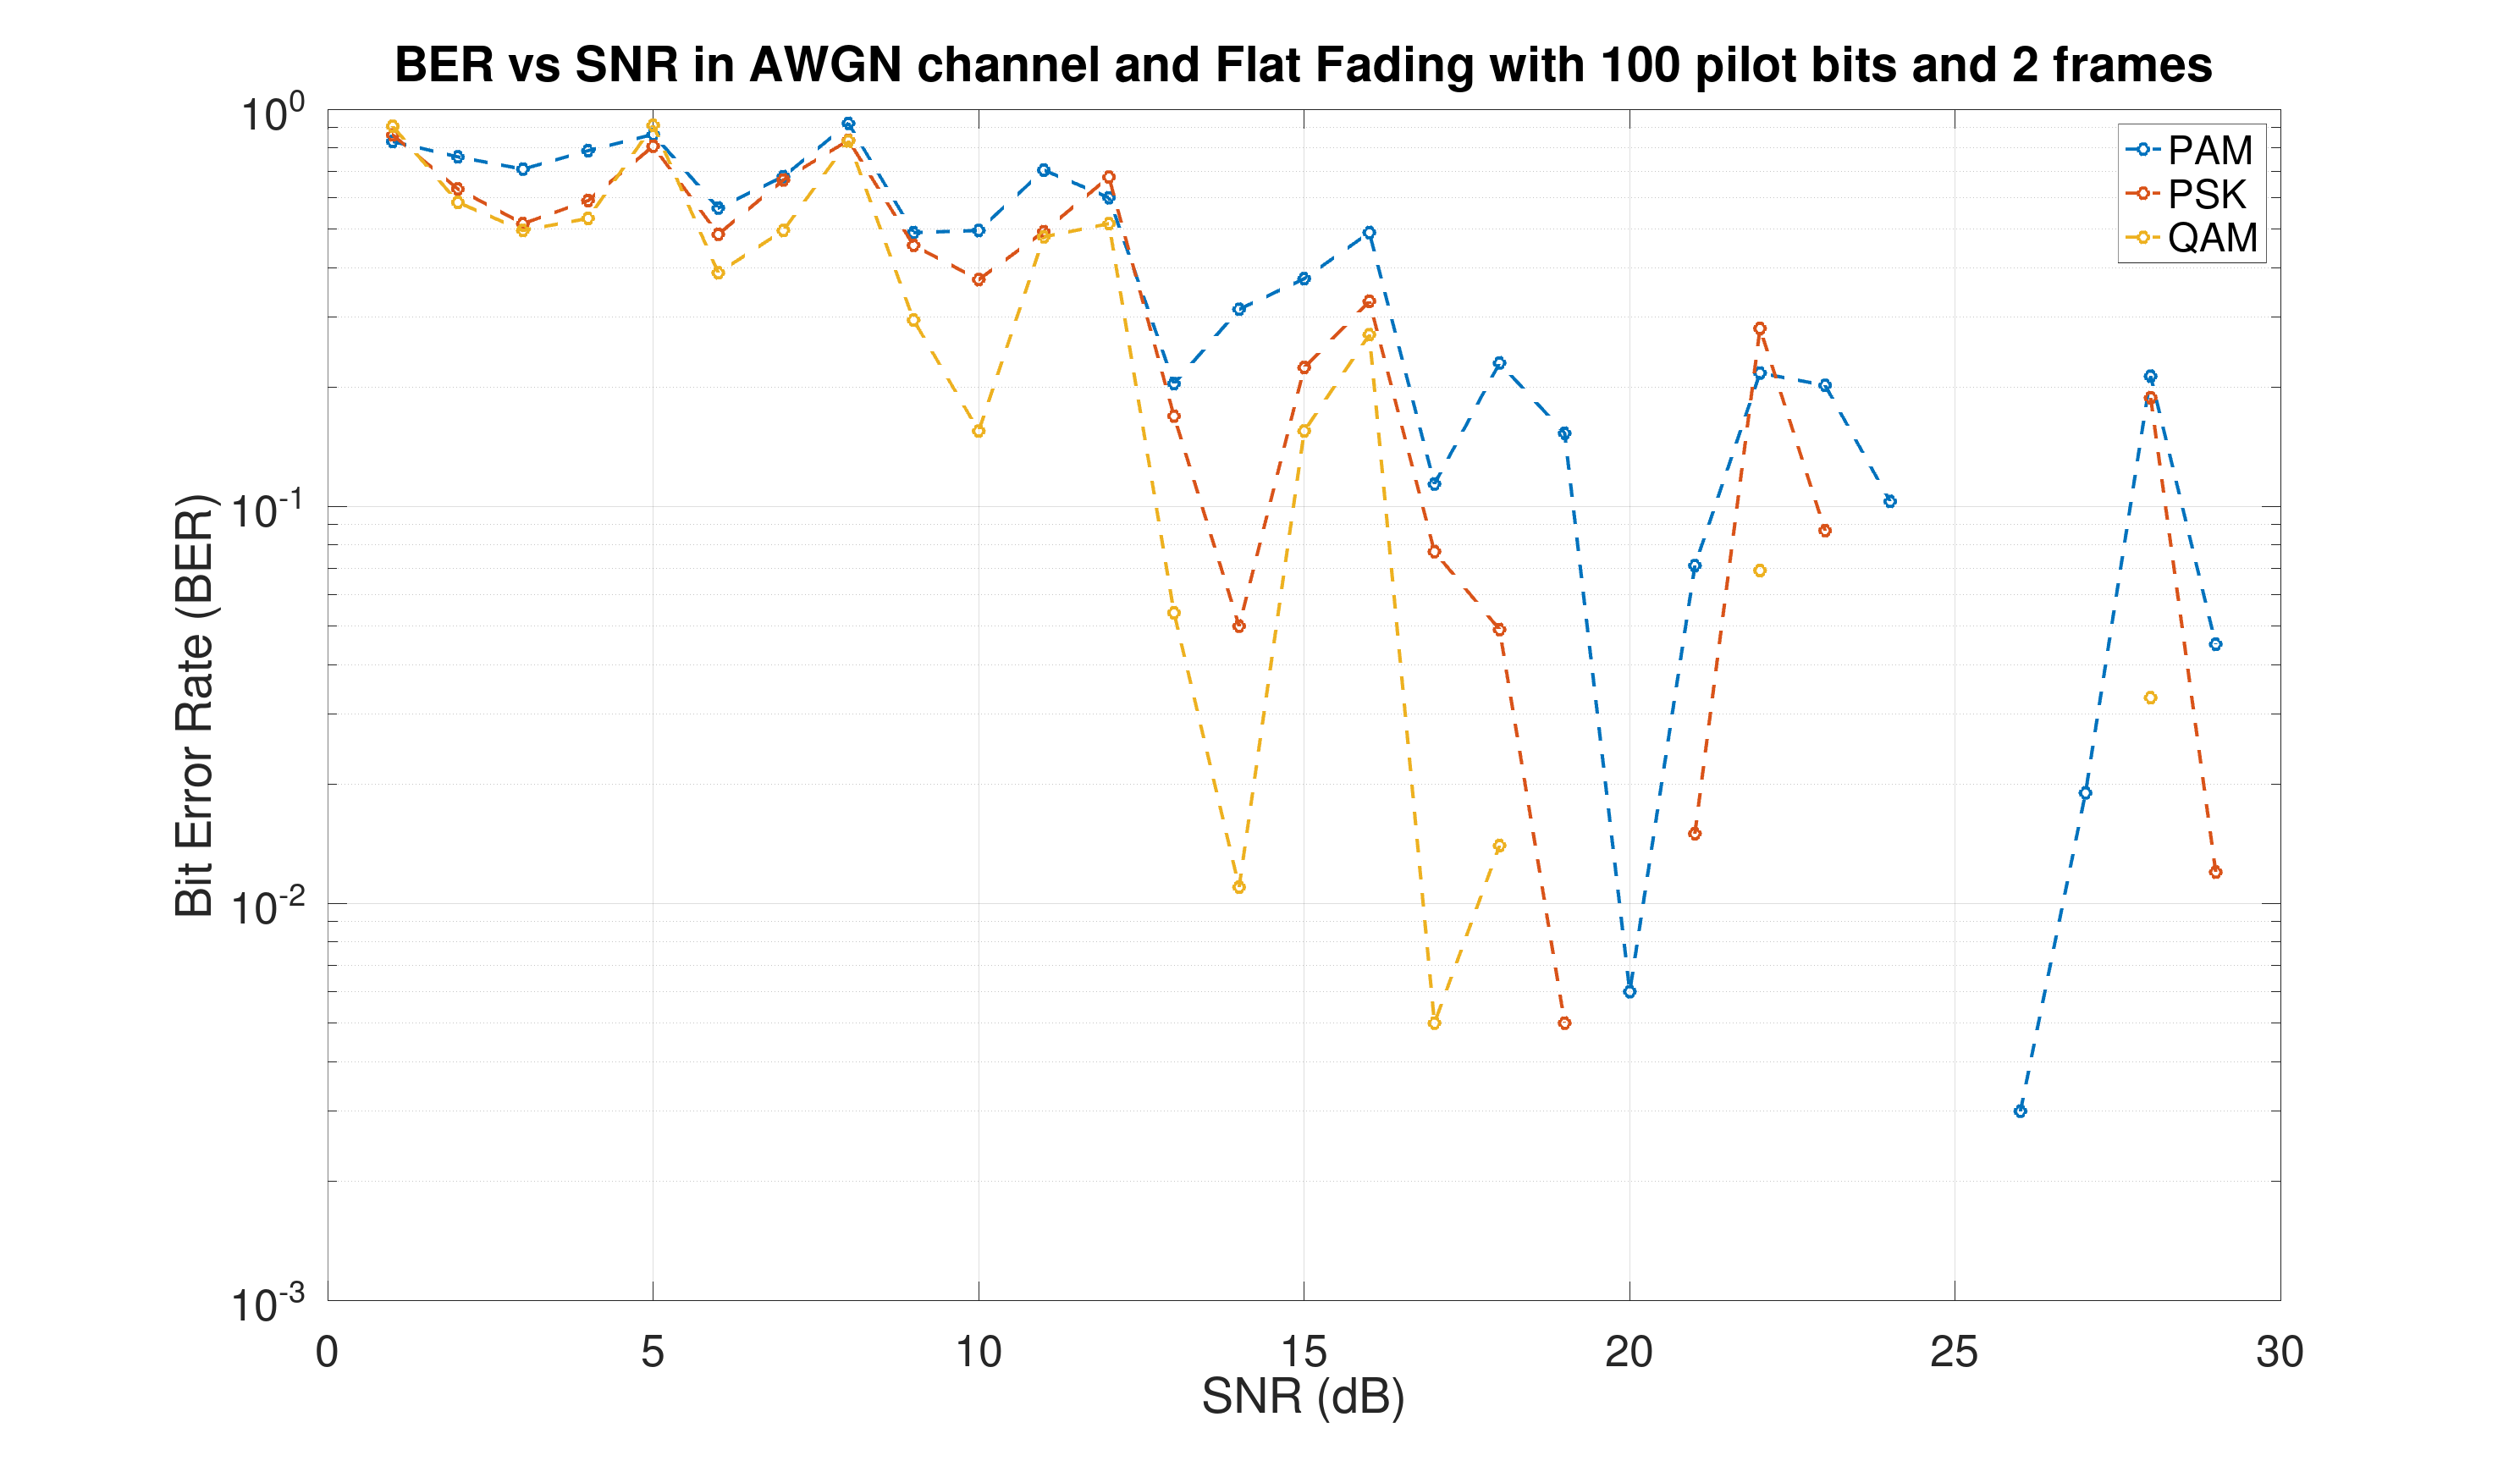 BER vs SNR in AWGN channel and Flat Fading with 100 pilot bits and 2 frames
10^0
10^-1
10^-2
10^-3
Bit Error Rate (BER)
PAM
PSK
QAM
0 5 10 15 20 25 30
SNR (dB)